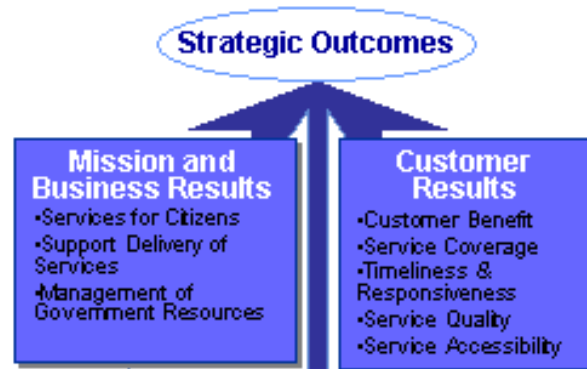 Strategic Outcomes
Mission and
Business Results
•Services for Citizens
•Support Delivery of
Services
•Management of
Government Resources
Customer
Results
•Customer Benefit
•Service Coverage
•Timeliness &
Responsiveness
•Service Quality
•Service Accessibility